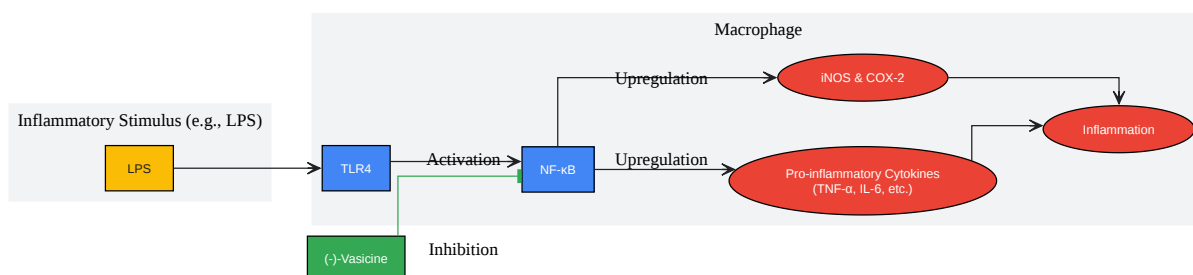 Macrophage
iNOS & COX-2
Upregulation
Inflammatory Stimulus (e.g., LPS)
Inflammation
LPS
TLR4
Activation
NF-κB
Upregulation
Pro-inflammatory Cytokines
(TNF-α, IL-6, etc.)
(-)-Vasicine
Inhibition